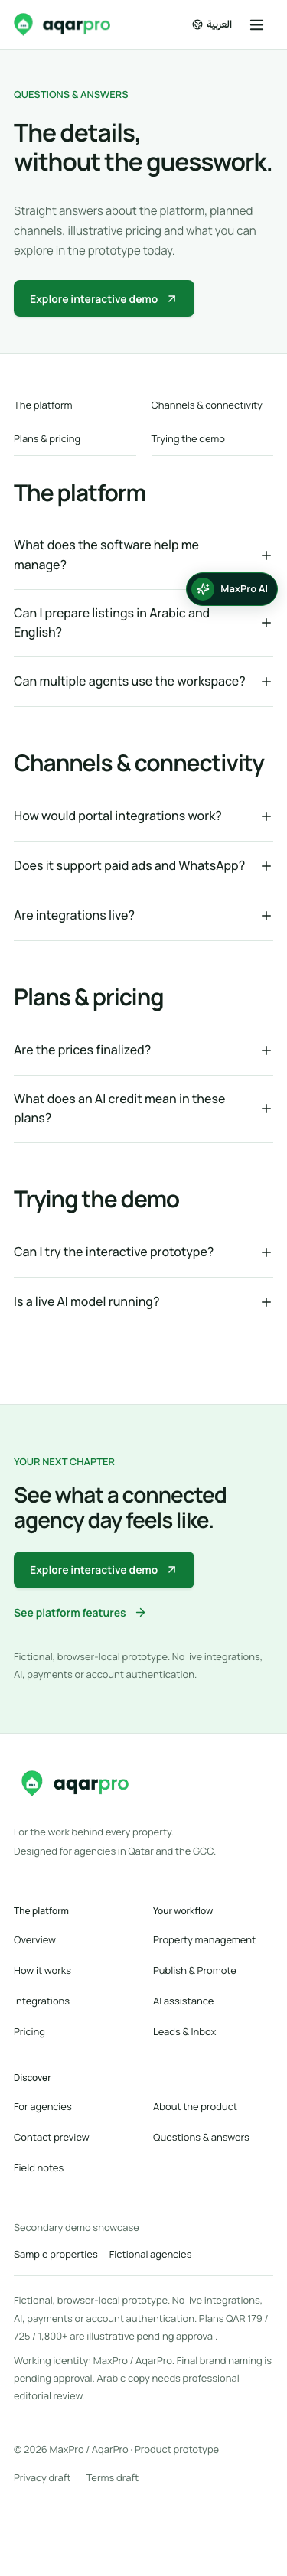 aqarpro
العربية
QUESTIONS & ANSWERS
The details,
without the guesswork.
Straight answers about the platform, planned
channels, illustrative pricing and what you can
explore in the prototype today.
Explore interactive demo
The platform
Channels & connectivity
Plans & pricing
Trying the demo
The platform
What does the software help me
manage?
MaxPro AI
Can I prepare listings in Arabic and
English?
Can multiple agents use the workspace?
Channels & connectivity
How would portal integrations work?
Does it support paid ads and WhatsApp?
Are integrations live?
Plans & pricing
Are the prices finalized?
What does an AI credit mean in these
plans?
Trying the demo
Can I try the interactive prototype?
Is a live AI model running?
YOUR NEXT CHAPTER
See what a connected
agency day feels like.
Explore interactive demo
See platform features
Fictional, browser-local prototype. No live integrations,
AI, payments or account authentication.
aqarpro
For the work behind every property.
Designed for agencies in Qatar and the GCC.
The platform
Overview
How it works
Integrations
Pricing
Your workflow
Property management
Publish & Promote
AI assistance
Leads & Inbox
Discover
For agencies
About the product
Contact preview
Questions & answers
Field notes
Secondary demo showcase
Sample properties
Fictional agencies
Fictional, browser-local prototype. No live integrations,
AI, payments or account authentication. Plans QAR 179 /
725 / 1,800+ are illustrative pending approval.
Working identity: MaxPro / AqarPro. Final brand naming is
pending approval. Arabic copy needs professional
editorial review.
© 2026 MaxPro / AqarPro · Product prototype
Privacy draft
Terms draft